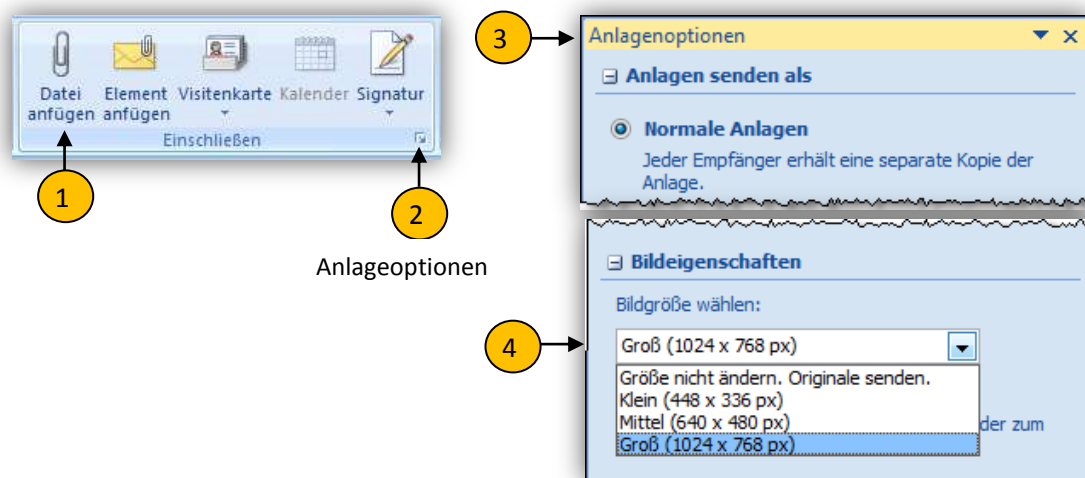 Datei anfügen
Element anfügen
Visitenkarte
Kalender
Signatur
Einschließen
1
2
Anlageoptionen
3
Anlagenoptionen
Anlagen senden als
Normale Anlagen
Jeder Empfänger erhält eine separate Kopie der
Anlage.
Bildeigenschaften
Bildgröße wählen:
4
Groß (1024 x 768 px)
Größe nicht ändern. Originale senden.
Klein (448 x 336 px)
Mittel (640 x 480 px)
der zum
Groß (1024 x 768 px)